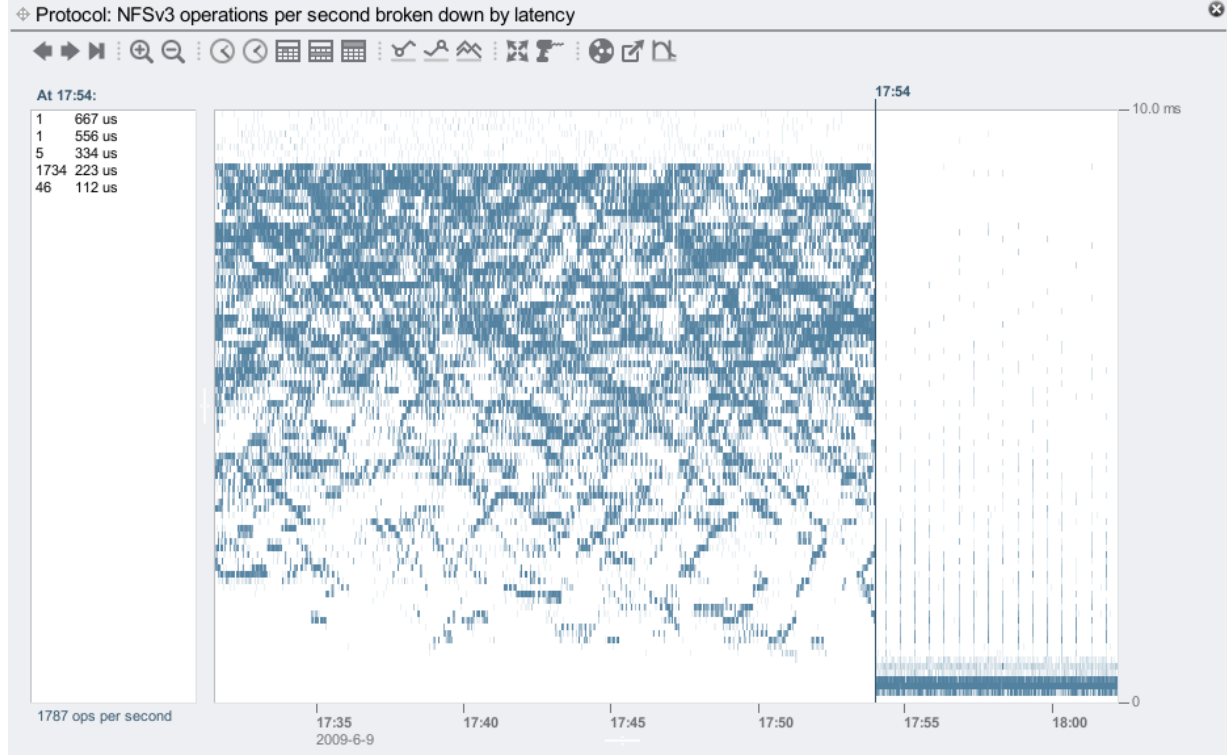 Protocol: NFSv3 operations per second broken down by latency
At 17:54:
1 667 us
1 556 us
5 334 us
1734 223 us
46 112 us
1787 ops per second
17:54
10.0 ms
0
17:35 17:40 17:45 17:50 17:55 18:00
2009-6-9